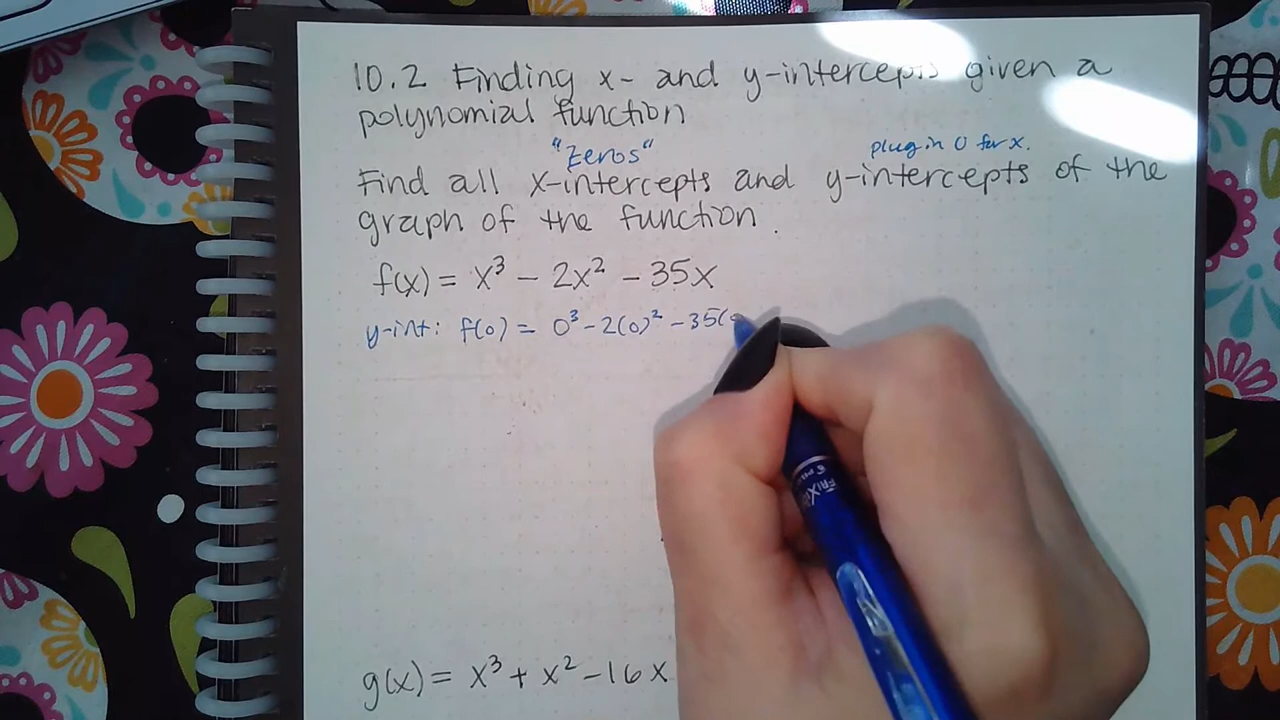 10.2 Finding x- and y-intercepts given a
polynomial function
"Zeros" plug in 0 for x.
Find all x-intercepts and y-intercepts of the
graph of the function.
f(x) = x³ - 2x² - 35x
y-int: f(0) = 0³ - 2(0)² - 35(0
g(x) = x³ + x² - 16x